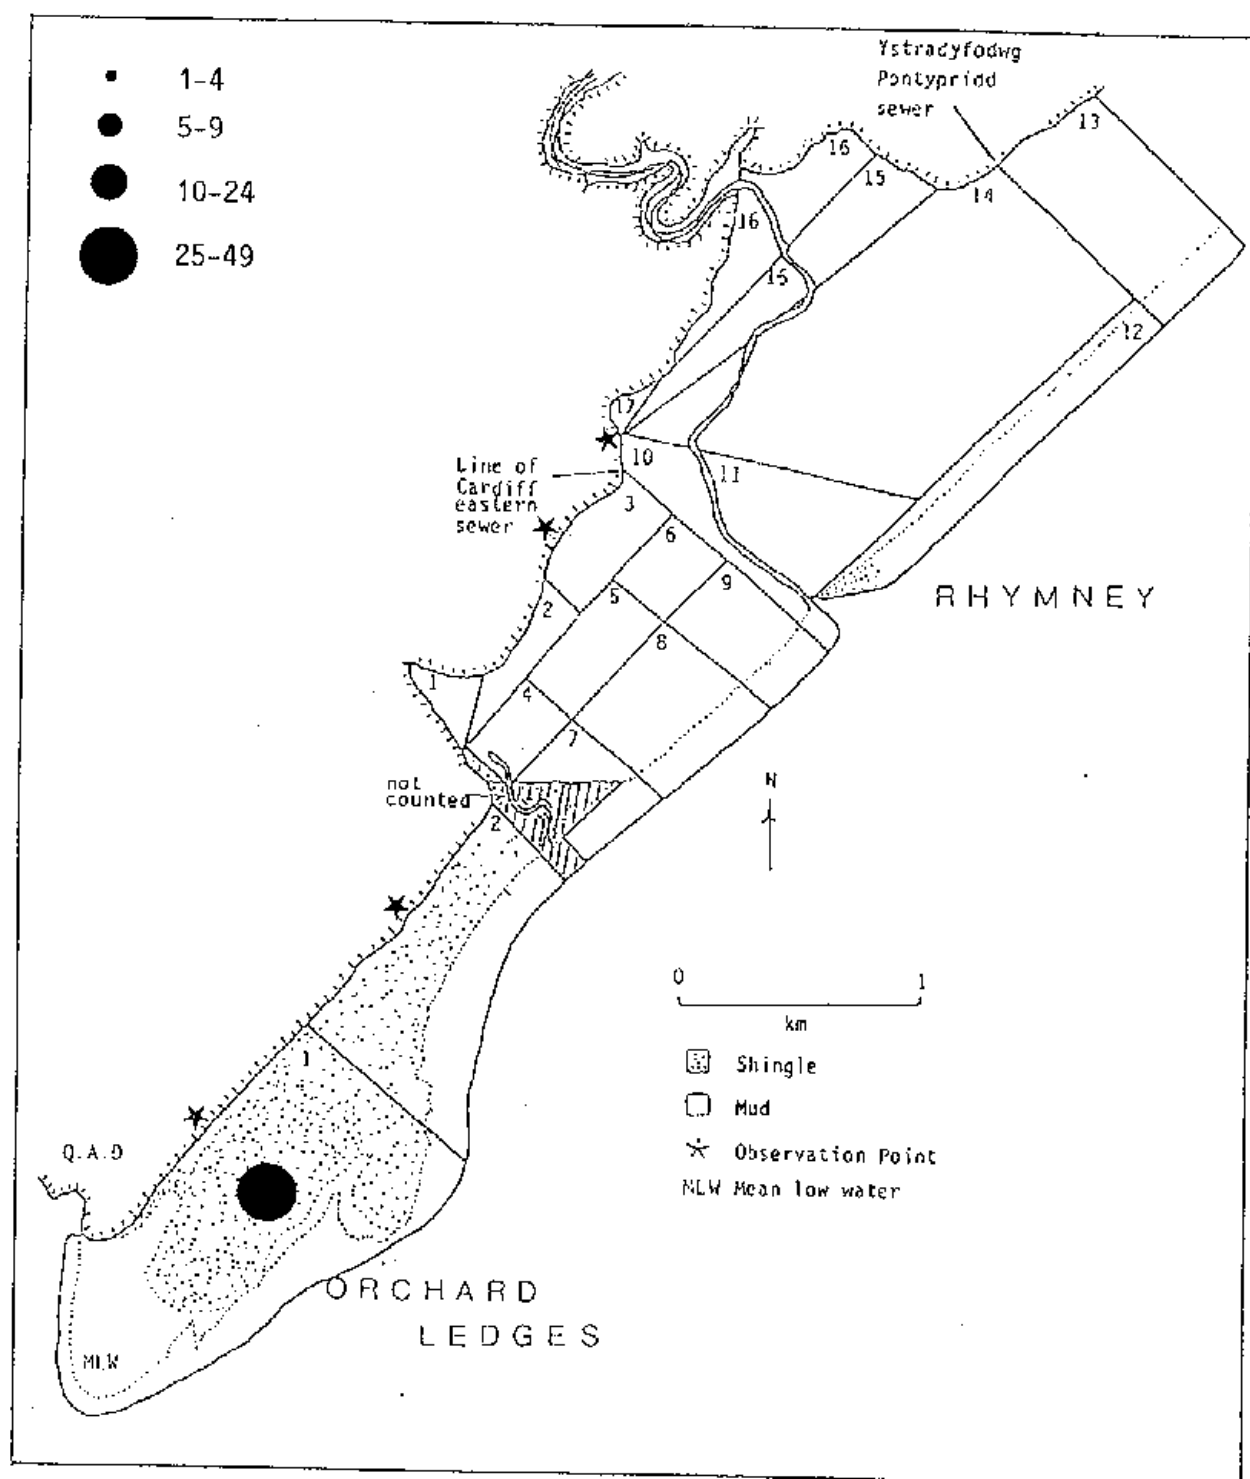 1-4
5-9
10-24
25-49
Ystradyfodwg
Pontypridd
sewer
13
16
15
14
16
15
12
17
10
11
Line of
Cardiff
eastern
sewer
3
6
9
2
5
8
RHYMNEY
1
4
7
not
counted
2
N
0 1
km
1
Shingle
Mud
Observation Point
MLW Mean low water
Q.A.D
ORCHARD
LEDGES
MLW